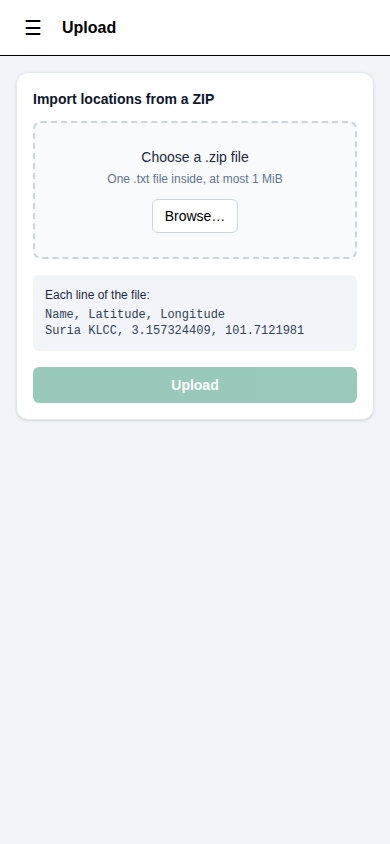 ☰ Upload
Import locations from a ZIP
Choose a .zip file
One .txt file inside, at most 1 MiB
Browse…
Each line of the file:
Name, Latitude, Longitude
Suria KLCC, 3.157324409, 101.7121981
Upload